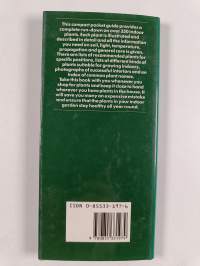 This compact pocket guide provides a
complete run-down on over 250 indoor
plants. Each plant is illustrated and
described in detail and all the information
you need on soil, light, temperature,
propagation and general care is given.
There are lists of recommended plants for
specific positions, lists of different kinds of
plants suitable for growing indoors,
photographs of successful interiors and an
index of common plant names.
Take this book with you whenever you
shop for plants and keep it close to hand
wherever you have plants in the house. It
will save you many an expensive mistake
and ensure that the plants in your indoor
garden stay healthy all year round.
ISBN 0-85533-197-6